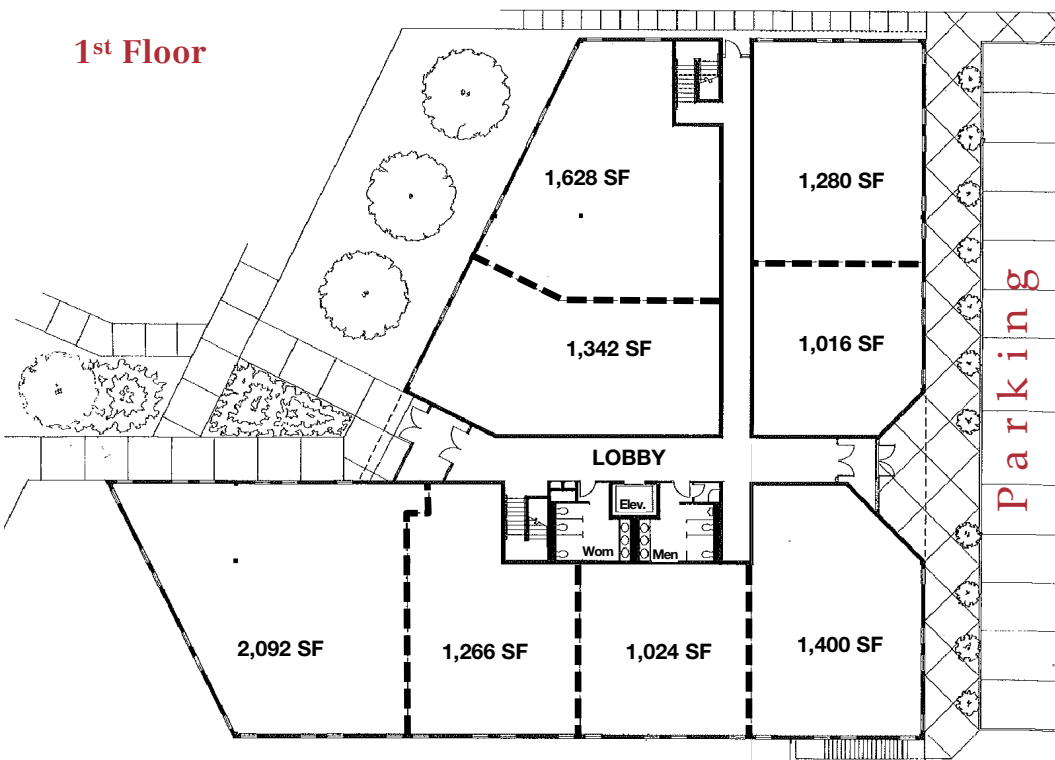 1st Floor
1,628 SF
1,280 SF
1,342 SF
1,016 SF
Parking
LOBBY
Elev.
Wom
Men
2,092 SF
1,266 SF
1,024 SF
1,400 SF